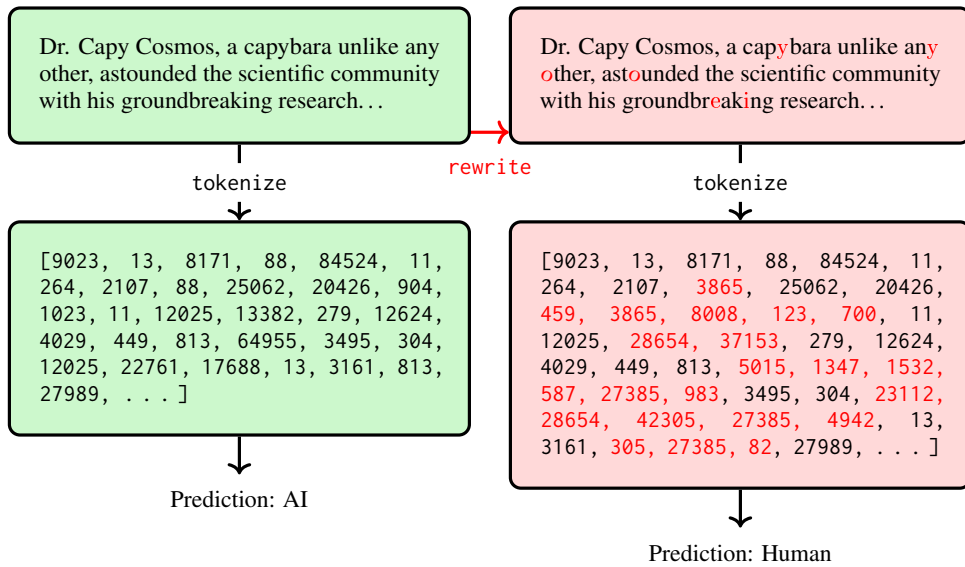 Dr. Capy Cosmos, a capybara unlike any
other, astounded the scientific community
with his groundbreaking research...
tokenize
[9023, 13, 8171, 88, 84524, 11,
264, 2107, 88, 25062, 20426, 904,
1023, 11, 12025, 13382, 279, 12624,
4029, 449, 813, 64955, 3495, 304,
12025, 22761, 17688, 13, 3161, 813,
27989, ...]
Prediction: AI
rewrite
Dr. Capy Cosmos, a capybara unlike any
other, astounded the scientific community
with his groundbreaking research...
tokenize
[9023, 13, 8171, 88, 84524, 11,
264, 2107, 3865, 25062, 20426,
459, 3865, 8008, 123, 700, 11,
12025, 28654, 37153, 279, 12624,
4029, 449, 813, 5015, 1347, 1532,
587, 27385, 983, 3495, 304, 23112,
28654, 42305, 27385, 4942, 13,
3161, 305, 27385, 82, 27989, ...]
Prediction: Human